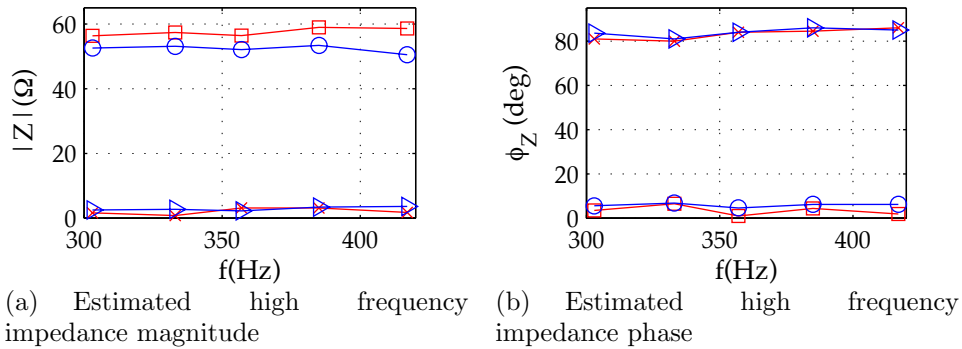 60
40
20
0
|Z|(Ω)
300 350 400
f(Hz)
80
60
40
20
0
ϕZ (deg)
300 350 400
f(Hz)
(a) Estimated high frequency
impedance magnitude
(b) Estimated high frequency
impedance phase